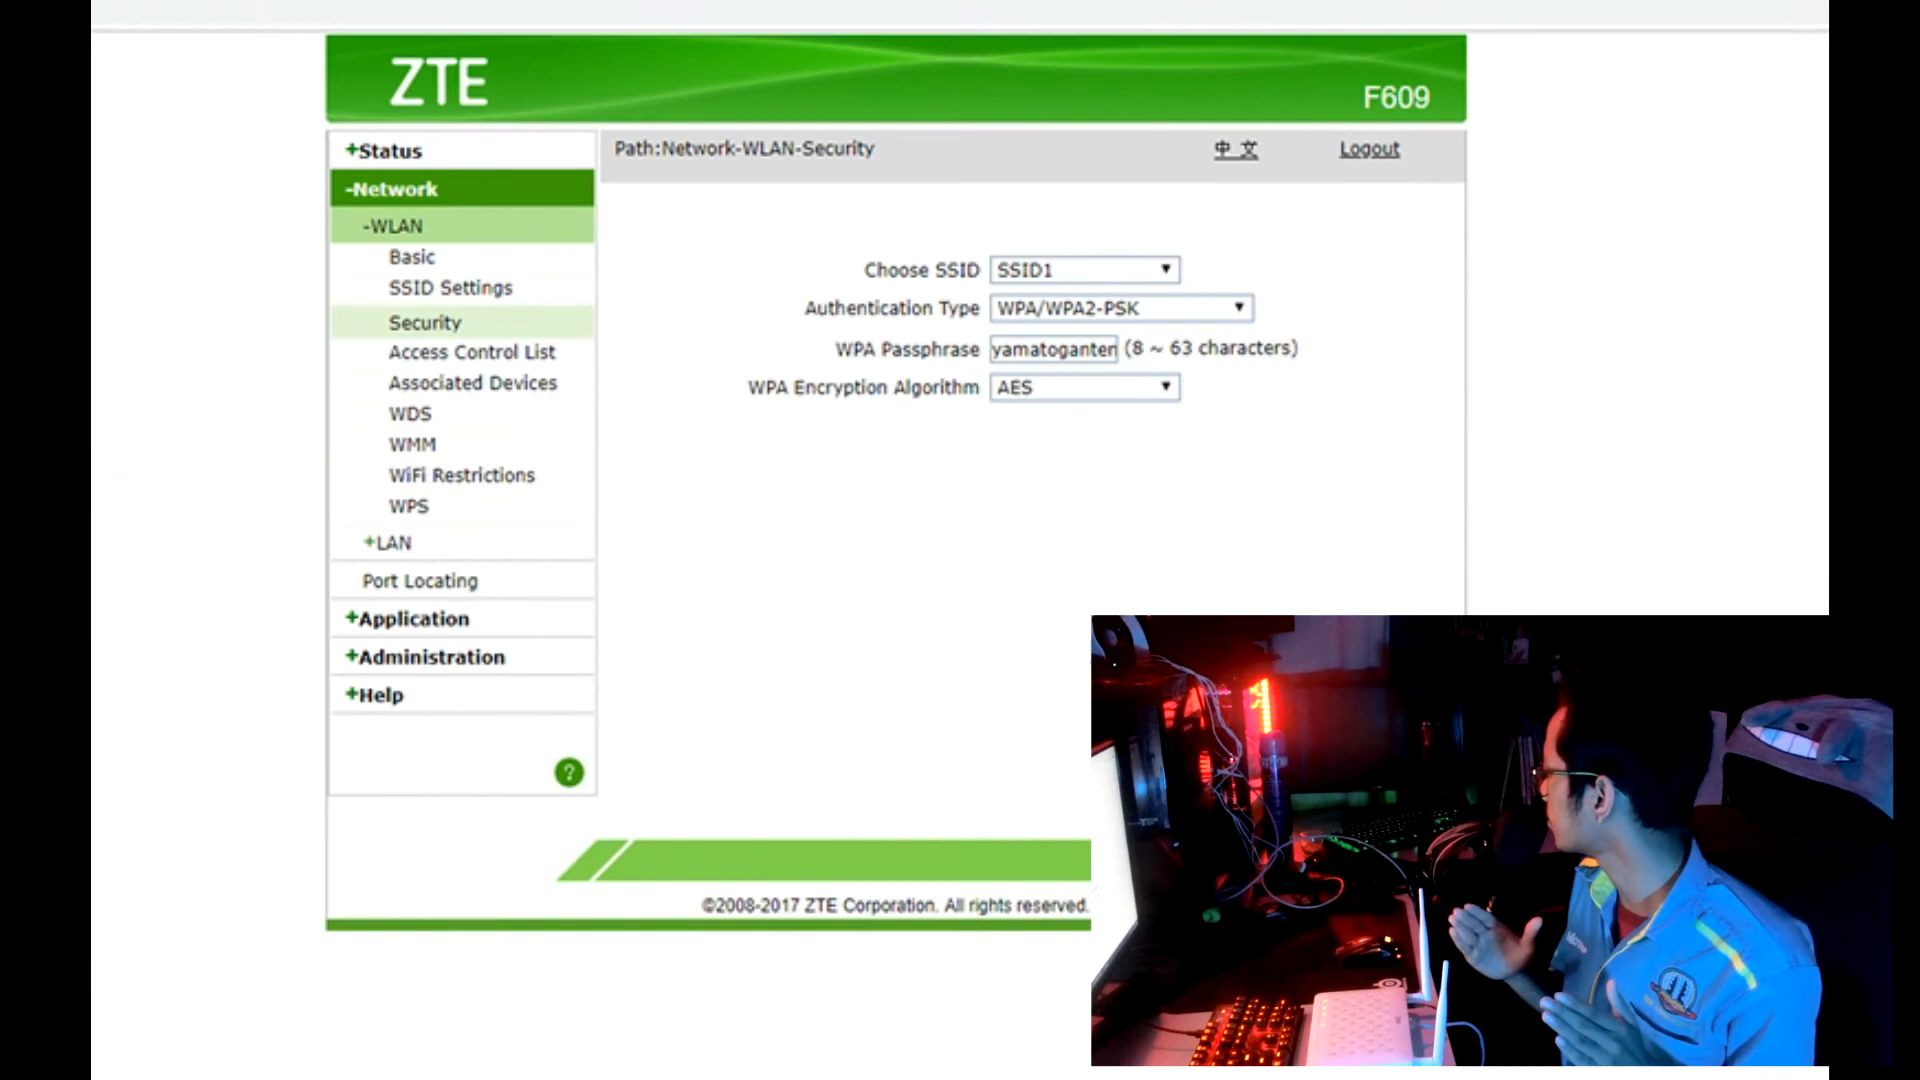 ZTE
F609
+Status
-Network
-WLAN
Basic
SSID Settings
Security
Access Control List
Associated Devices
WDS
WMM
WiFi Restrictions
WPS
+LAN
Port Locating
+Application
+Administration
+Help
?
Path:Network-WLAN-Security
中文
Logout
Choose SSID SSID1
Authentication Type WPA/WPA2-PSK
WPA Passphrase yamatoganten (8 ~ 63 characters)
WPA Encryption Algorithm AES
©2008-2017 ZTE Corporation. All rights reserved.